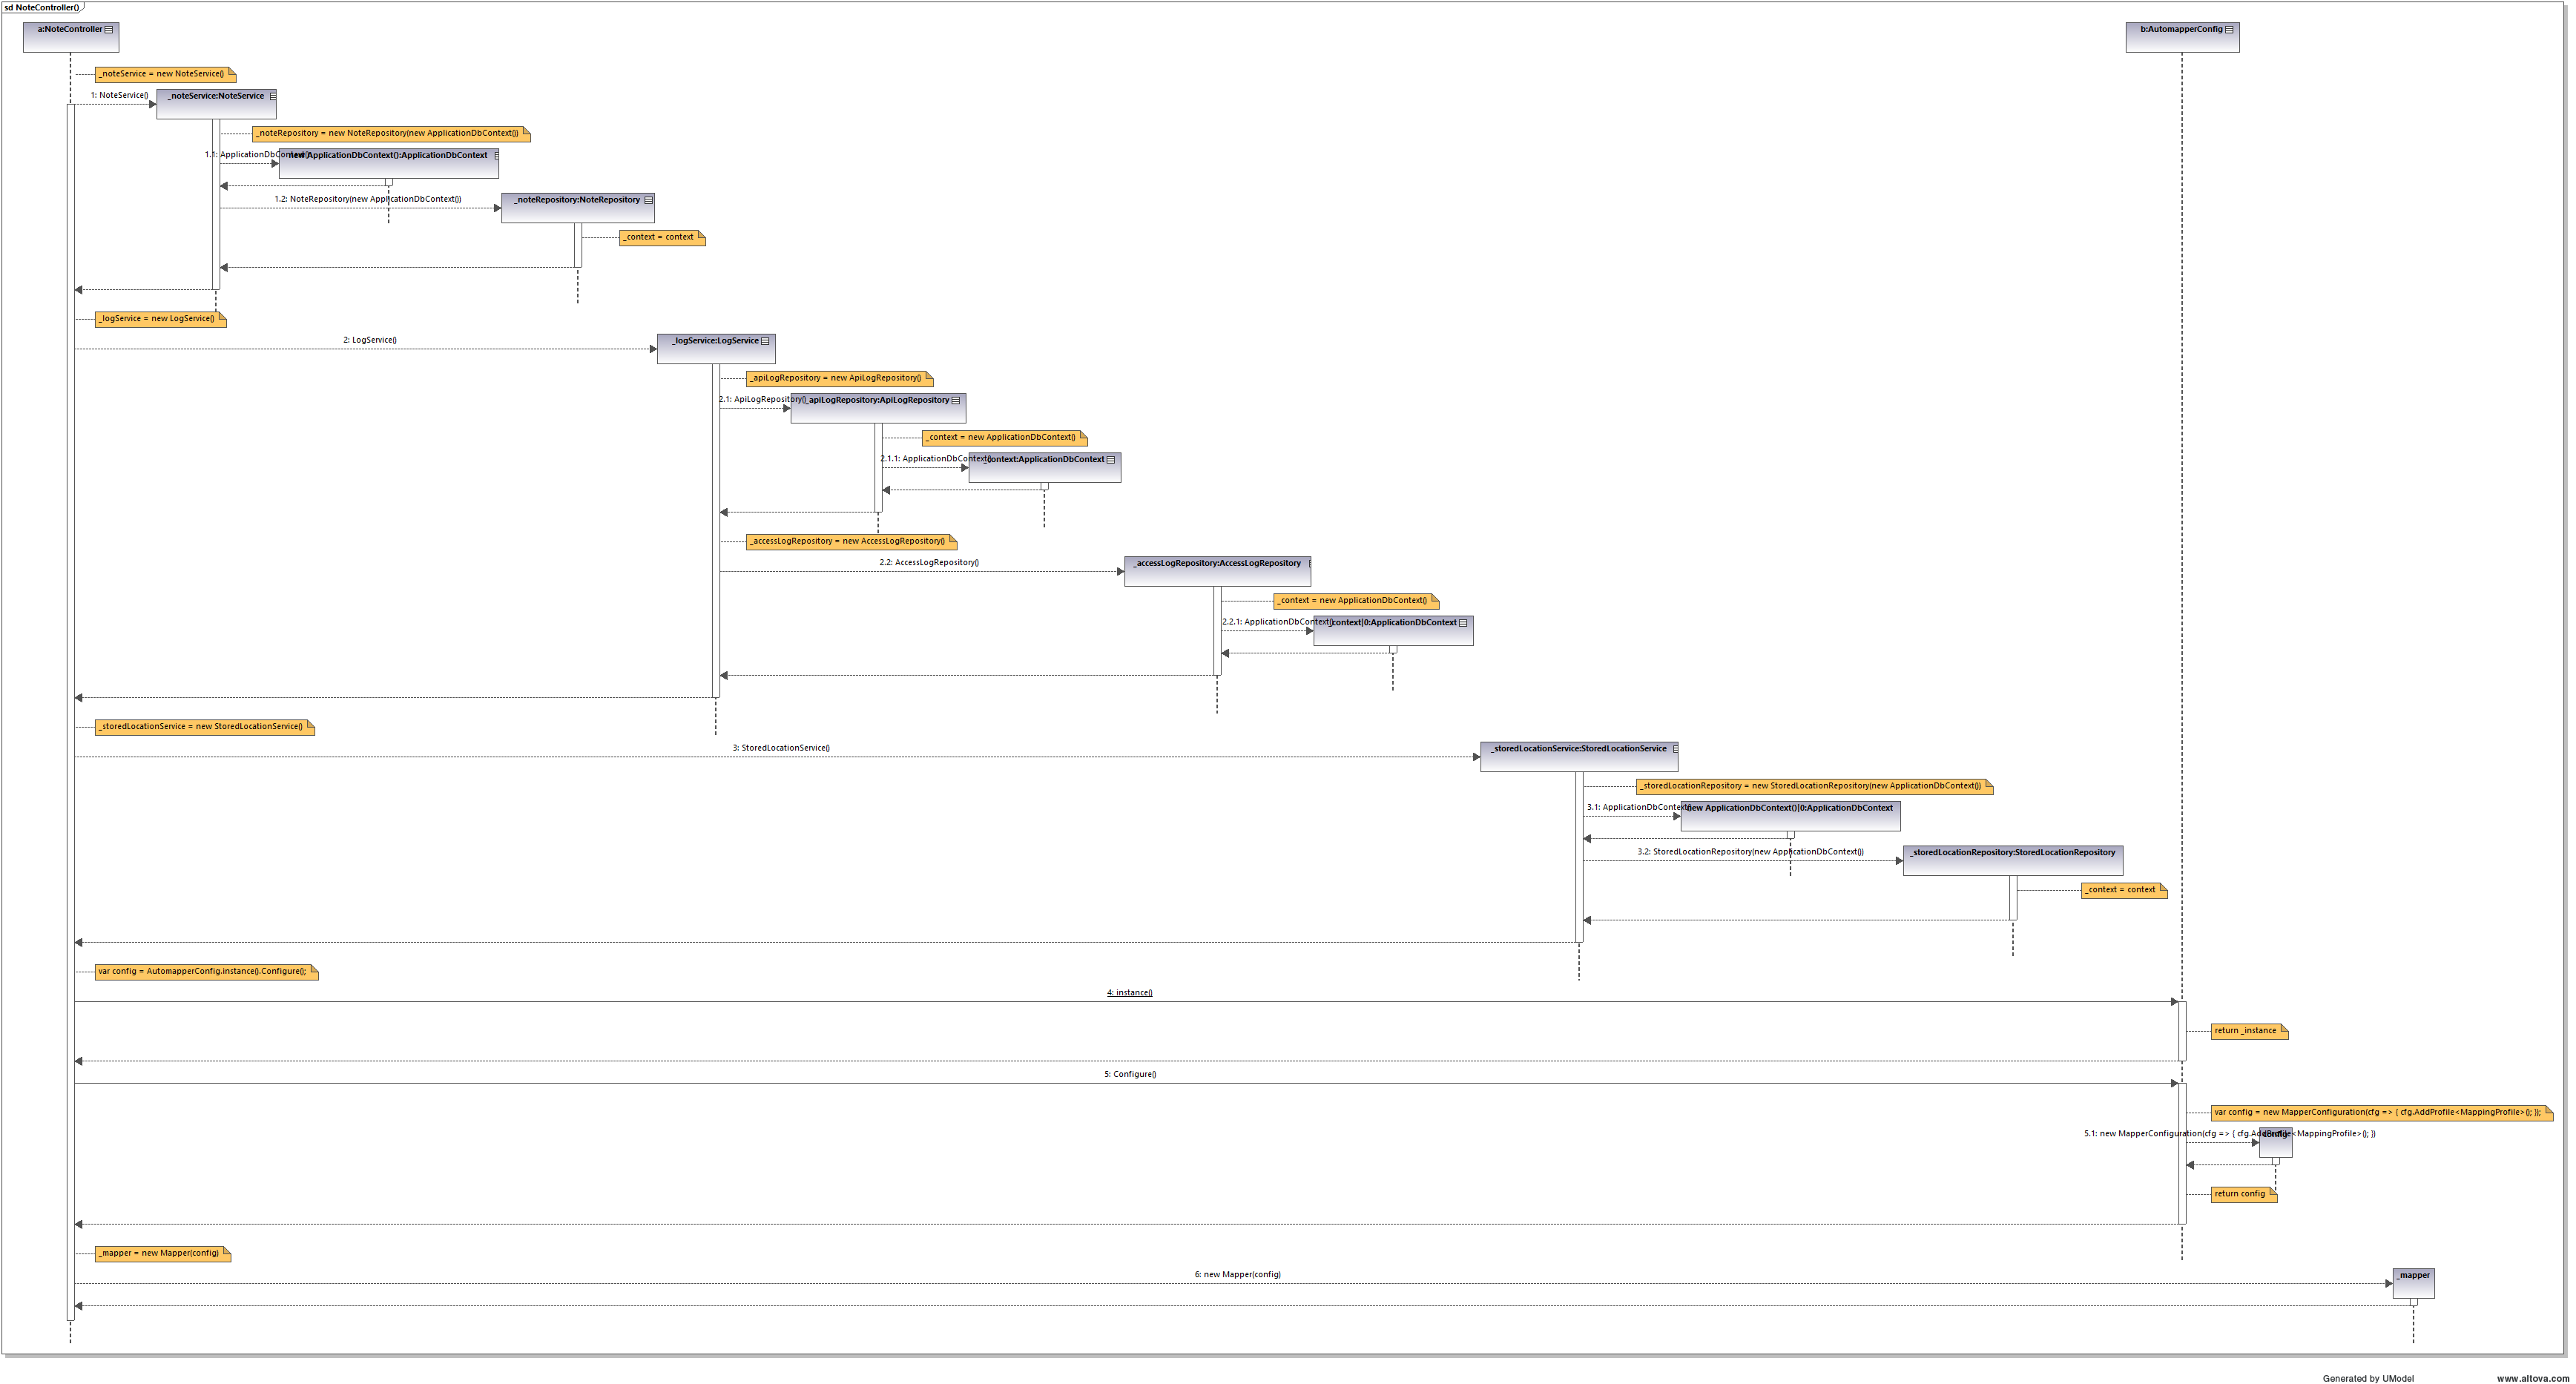 sd NoteController()
a:NoteController
b:AutomapperConfig
_noteService = new NoteService()
1: NoteService()
_noteService:NoteService
_noteRepository = new NoteRepository(new ApplicationDbContext())
1.1: ApplicationDbContext()
new ApplicationDbContext():ApplicationDbContext
1.2: NoteRepository(new ApplicationDbContext())
_noteRepository:NoteRepository
_context = context
_logService = new LogService()
2: LogService()
_logService:LogService
_apiLogRepository = new ApiLogRepository()
2.1: ApiLogRepository()
_apiLogRepository:ApiLogRepository
_context = new ApplicationDbContext()
2.1.1: ApplicationDbContext()
_context:ApplicationDbContext
_accessLogRepository = new AccessLogRepository()
2.2: AccessLogRepository()
_accessLogRepository:AccessLogRepository
_context = new ApplicationDbContext()
2.2.1: ApplicationDbContext()
_context|0:ApplicationDbContext
_storedLocationService = new StoredLocationService()
3: StoredLocationService()
_storedLocationService:StoredLocationService
_storedLocationRepository = new StoredLocationRepository(new ApplicationDbContext())
3.1: ApplicationDbContext()
new ApplicationDbContext()|0:ApplicationDbContext
3.2: StoredLocationRepository(new ApplicationDbContext())
_storedLocationRepository:StoredLocationRepository
_context = context
var config = AutomapperConfig.instance().Configure();
4: instance()
return _instance
5: Configure()
var config = new MapperConfiguration(cfg => { cfg.AddProfile<MappingProfile>(); });
5.1: new MapperConfiguration(cfg => { cfg.AddProfile<MappingProfile>(); })
config
return config
_mapper = new Mapper(config)
6: new Mapper(config)
_mapper
Generated by UModel
www.altova.com